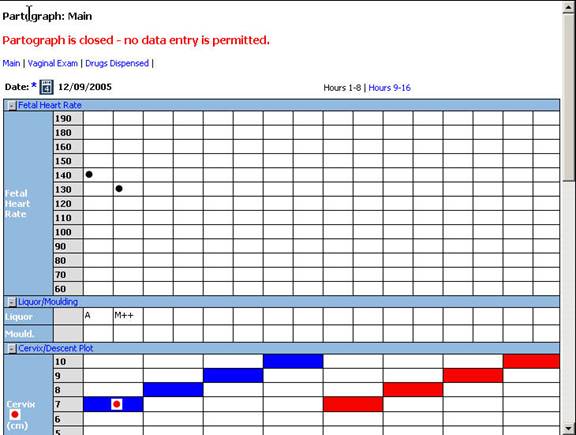 Partograph: Main
Partograph is closed - no data entry is permitted.
Main | Vaginal Exam | Drugs Dispensed |
Date: * 12/09/2005 Hours 1-8 | Hours 9-16
- Fetal Heart Rate
190
180
160
150
140
130
120
110
100
90
80
70
60
Fetal
Heart
Rate
- Liquor/Moulding
Liquor A M++
Mould.
- Cervix/Descent Plot
10
9
8
7
6
5
Cervix
(cm)